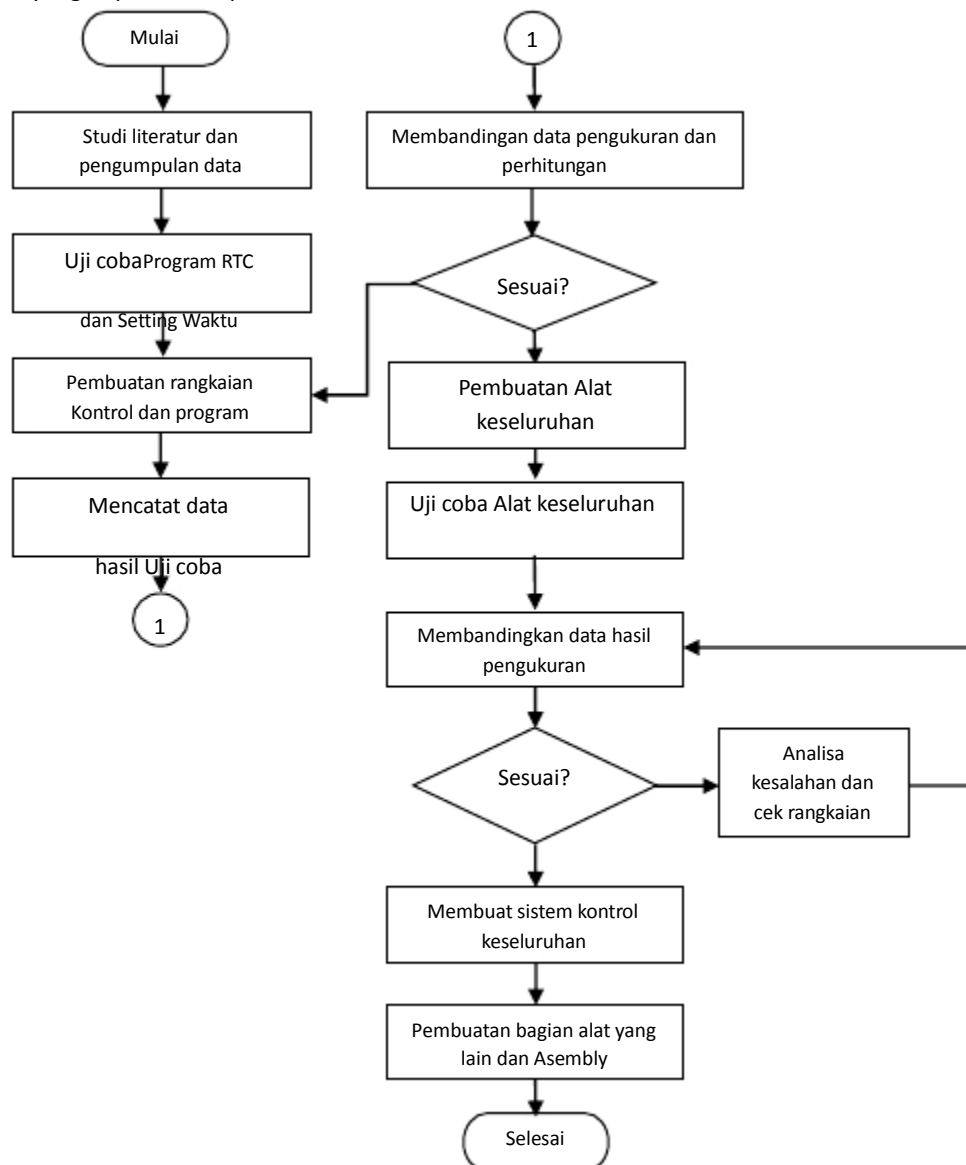 Mulai
Studi literatur dan
pengumpulan data
Uji cobaProgram RTC
dan Setting Waktu
Pembuatan rangkaian
Kontrol dan program
Mencatat data
hasil Uji coba
1
1
Membandingan data pengukuran dan
perhitungan
Sesuai?
Pembuatan Alat
keseluruhan
Uji coba Alat keseluruhan
Membandingkan data hasil
pengukuran
Sesuai?
Analisa
kesalahan dan
cek rangkaian
Membuat sistem kontrol
keseluruhan
Pembuatan bagian alat yang
lain dan Asembly
Selesai